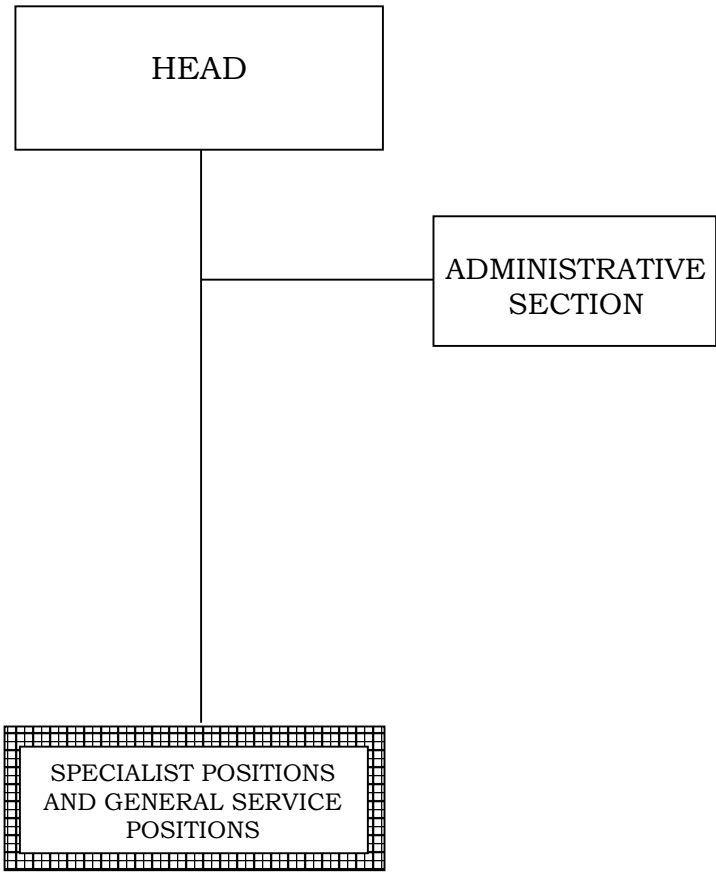 HEAD
ADMINISTRATIVE
SECTION
SPECIALIST POSITIONS
AND GENERAL SERVICE
POSITIONS